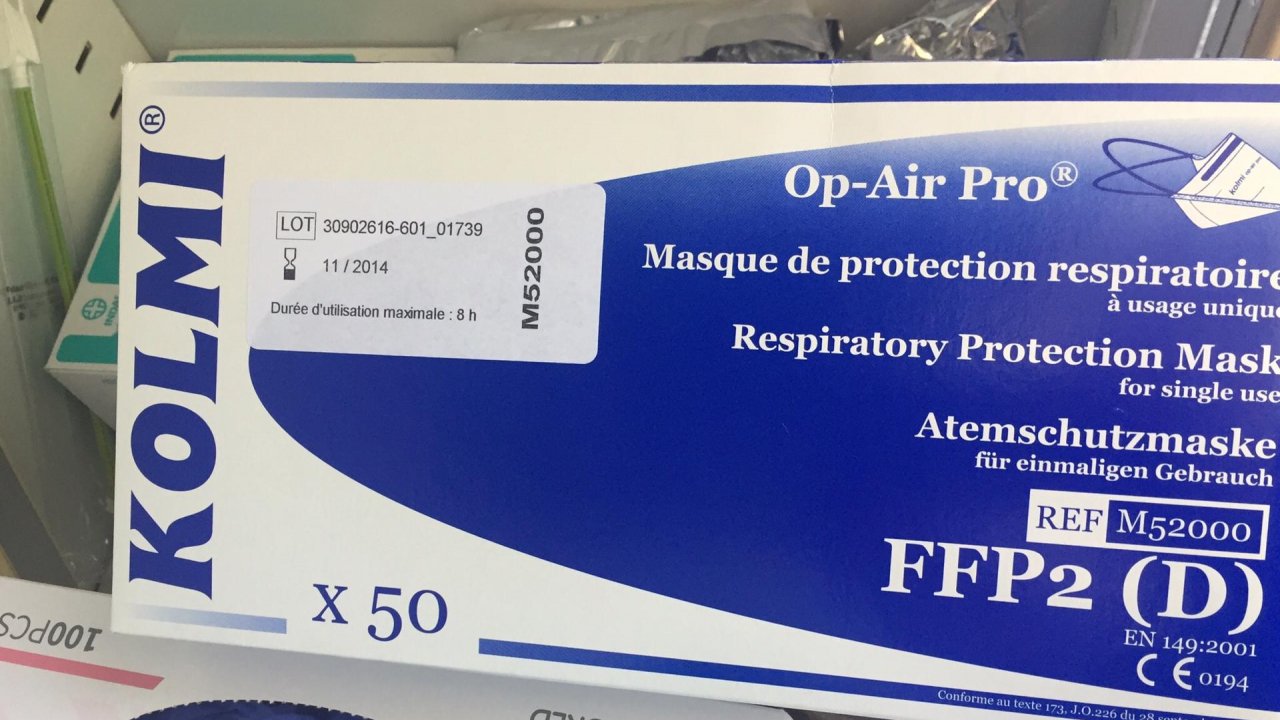 KOLMI®
LOT 30902616-601_01739
11 / 2014
Durée d'utilisation maximale : 8 h
M52000
Op-Air Pro®
kolmi
Masque de protection respiratoire
à usage unique
Respiratory Protection Mask
for single use
Atemschutzmaske
für einmaligen Gebrauch
REF M52000
FFP2 (D)
EN 149:2001
CE 0194
X 50
Conforme au texte 173, J.O.226 du 28
100PCS